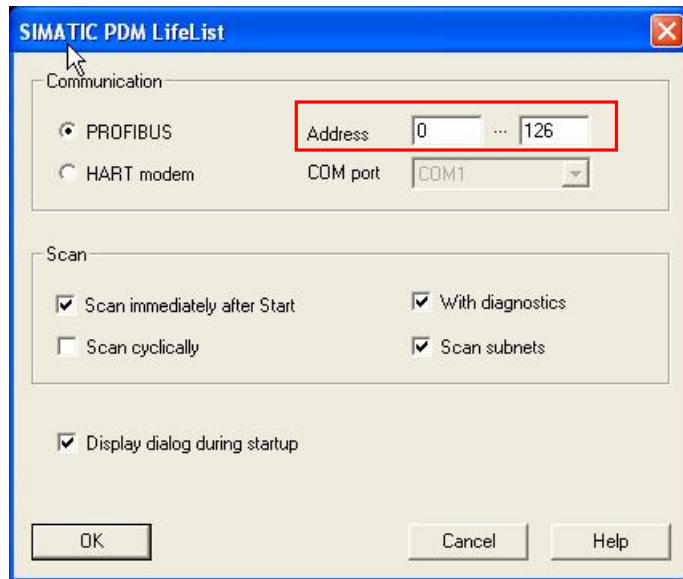 SIMATIC PDM LifeList
Communication
PROFIBUS Address 0 ... 126
HART modem COM port COM1
Scan
Scan immediately after Start With diagnostics
Scan cyclically Scan subnets
Display dialog during startup
OK Cancel Help